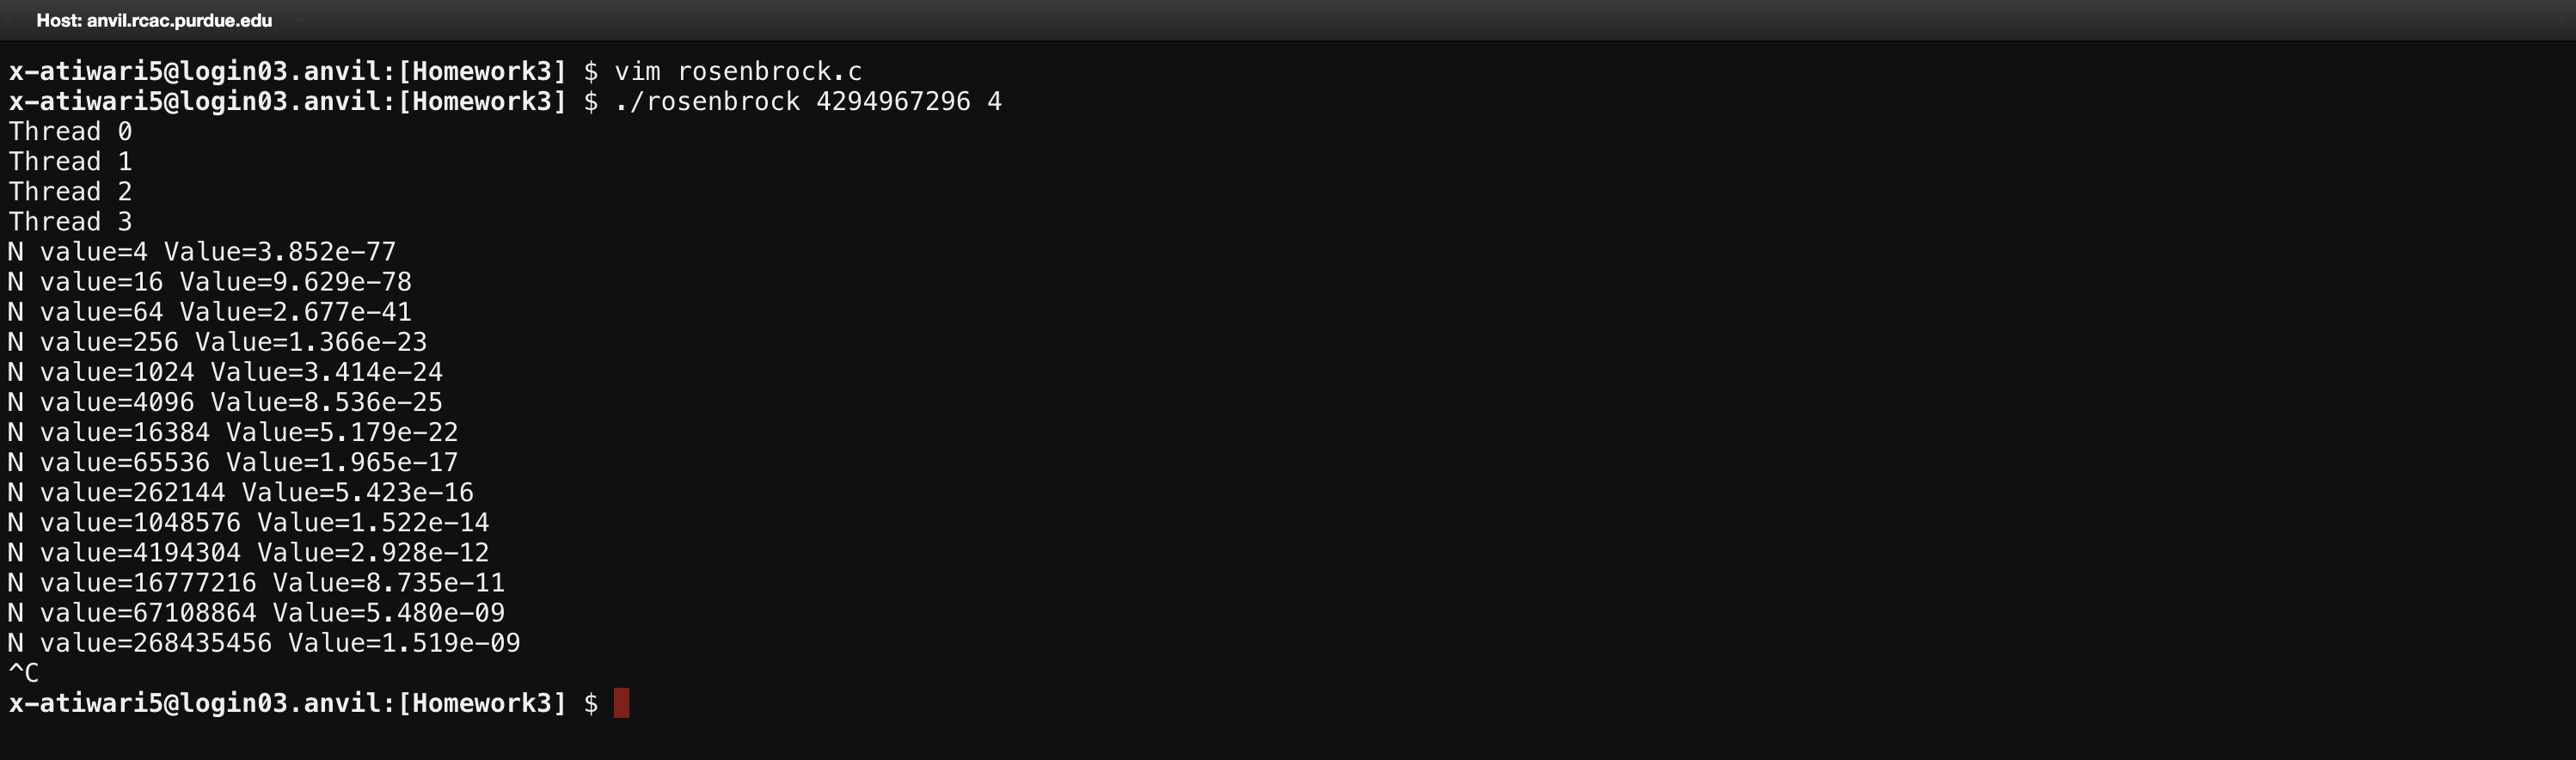 Host: anvil.rcac.purdue.edu
x-atiwari5@login03.anvil:[Homework3] $ vim rosenbrock.c
x-atiwari5@login03.anvil:[Homework3] $ ./rosenbrock 4294967296 4
Thread 0
Thread 1
Thread 2
Thread 3
N value=4 Value=3.852e-77
N value=16 Value=9.629e-78
N value=64 Value=2.677e-41
N value=256 Value=1.366e-23
N value=1024 Value=3.414e-24
N value=4096 Value=8.536e-25
N value=16384 Value=5.179e-22
N value=65536 Value=1.965e-17
N value=262144 Value=5.423e-16
N value=1048576 Value=1.522e-14
N value=4194304 Value=2.928e-12
N value=16777216 Value=8.735e-11
N value=67108864 Value=5.480e-09
N value=268435456 Value=1.519e-09
^C
x-atiwari5@login03.anvil:[Homework3] $